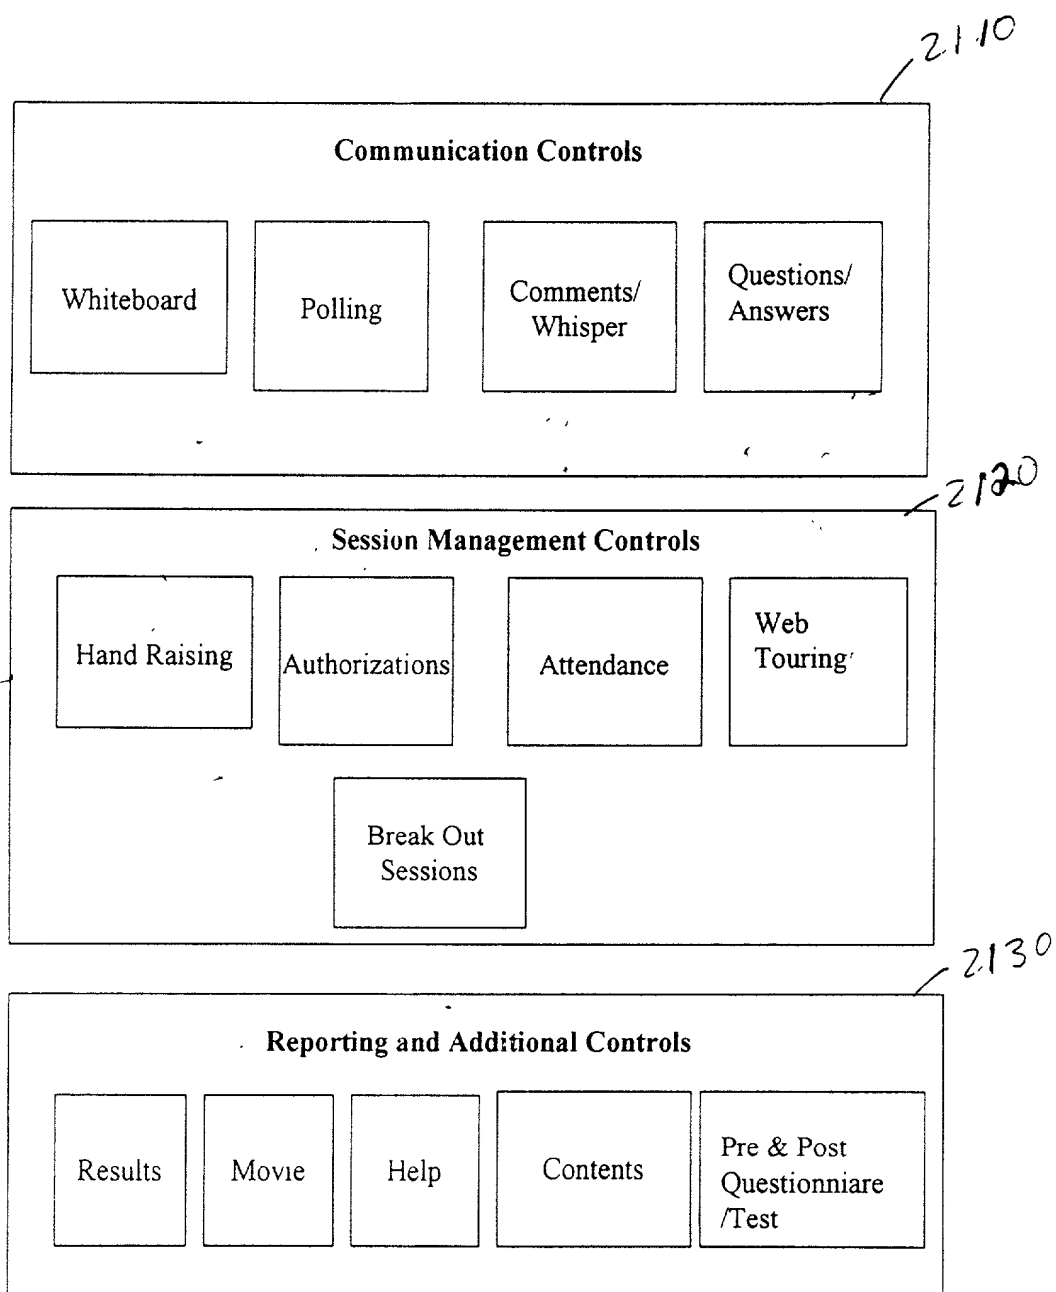 2110
Communication Controls
Whiteboard
Polling
Comments/
Whisper
Questions/
Answers
2120
Session Management Controls
Hand Raising
Authorizations
Attendance
Web
Touring
Break Out
Sessions
2130
Reporting and Additional Controls
Results
Movie
Help
Contents
Pre & Post
Questionniare
/Test